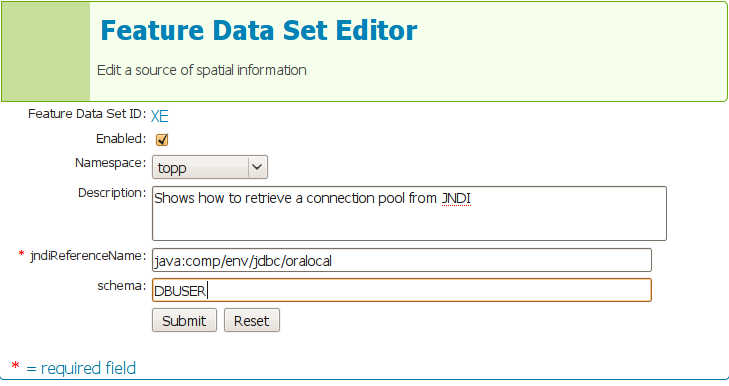 Feature Data Set Editor
Edit a source of spatial information
Feature Data Set ID: XE
Enabled:
Namespace: topp
Description: Shows how to retrieve a connection pool from JNDI
* jndiReferenceName: java:comp/env/jdbc/oralocal
schema: DBUSER
Submit Reset
* = required field